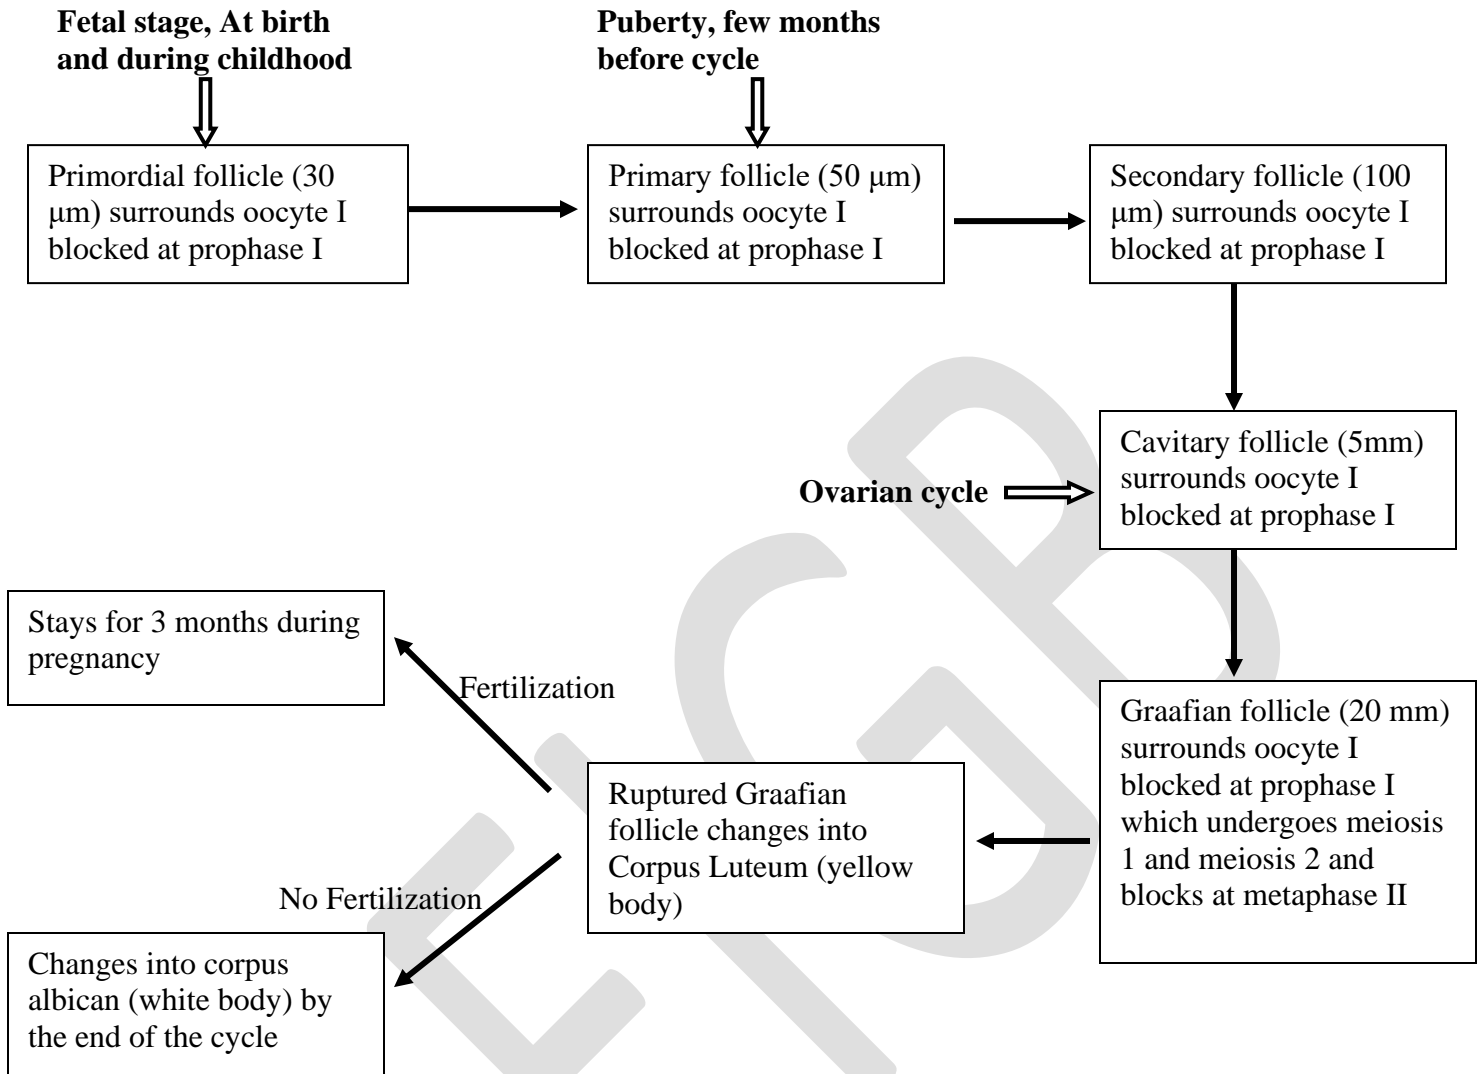 Fetal stage, At birth
and during childhood
Puberty, few months
before cycle
Primordial follicle (30
μm) surrounds oocyte I
blocked at prophase I
Primary follicle (50 μm)
surrounds oocyte I
blocked at prophase I
Secondary follicle (100
μm) surrounds oocyte I
blocked at prophase I
Cavitary follicle (5mm)
surrounds oocyte I
blocked at prophase I
Ovarian cycle
Graafian follicle (20 mm)
surrounds oocyte I
blocked at prophase I
which undergoes meiosis
1 and meiosis 2 and
blocks at metaphase II
Ruptured Graafian
follicle changes into
Corpus Luteum (yellow
body)
Fertilization
Stays for 3 months during
pregnancy
No Fertilization
Changes into corpus
albican (white body) by
the end of the cycle